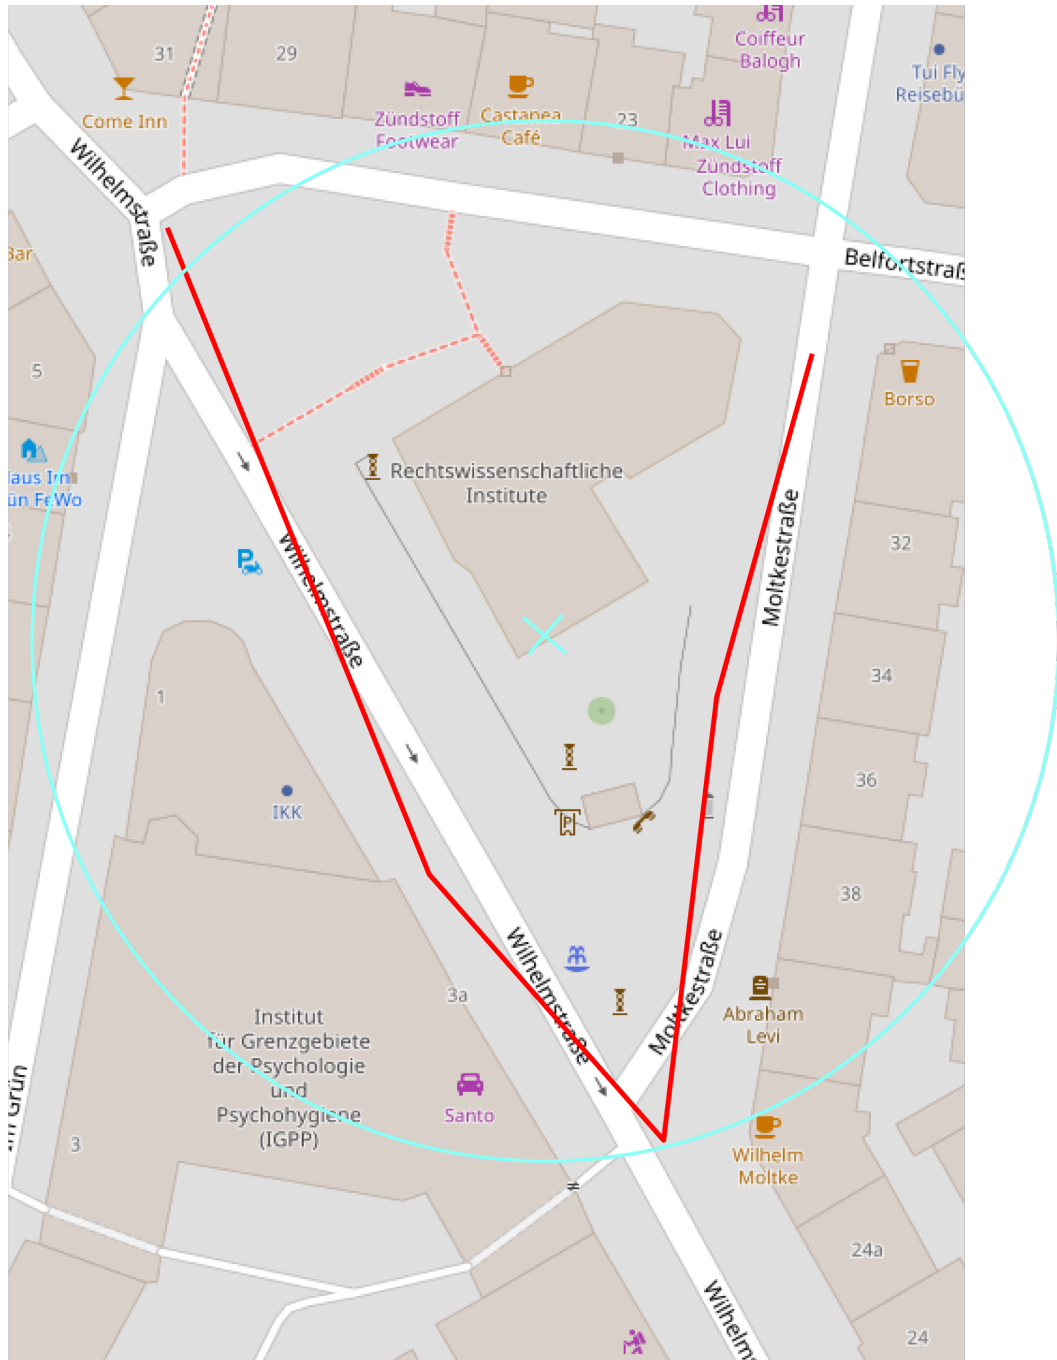 31
29
Come Inn
Zündstoff
Footwear
Castanea
Café
23
Coiffeur
Balogh
Max Lui
Zündstoff
Clothing
Tui Fly
Wilhelmstraße
Belfortstraß
Bar
5
Borso
32
34
36
38
Rechtswissenschaftliche
Institute
Moltkestraße
Wilhelmstraße
P
1
IKK
P
Wilhelmstraße
Moltkestraße
3a
Institut
für Grenzgebiete
der Psychologie
und
Psychohygiene
(IGPP)
Santo
Abraham
Levi
Wilhelm
Moltke
3
24a
24